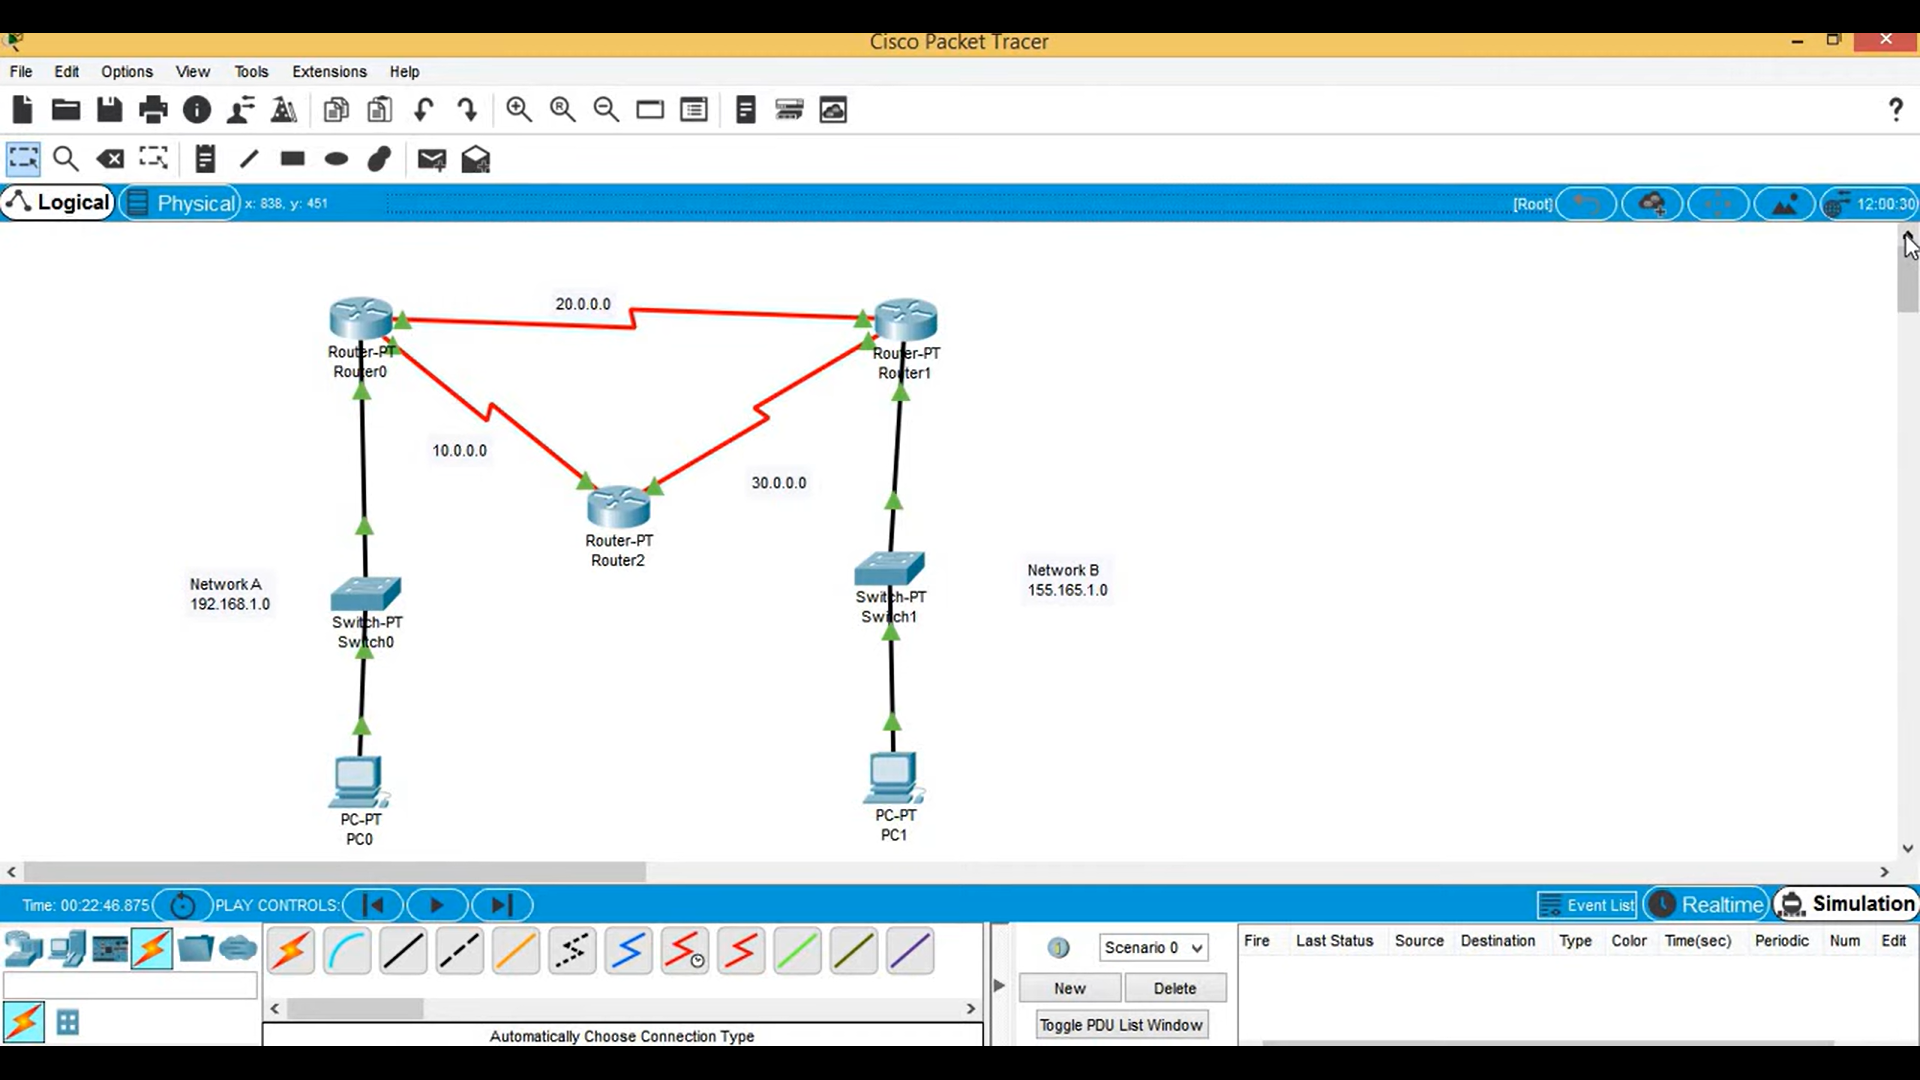 Cisco Packet Tracer
File Edit Options View Tools Extensions Help
?
Logical Physical x: 838, y: 451 [Root] 12:00:30
20.0.0.0
Router-PT
Router0
Router-PT
Router1
10.0.0.0
30.0.0.0
Router-PT
Router2
Network A
192.168.1.0
Switch-PT
Switch0
Switch-PT
Switch1
Network B
155.165.1.0
PC-PT
PC0
PC-PT
PC1
Time: 00:22:46.875 PLAY CONTROLS: Event List Realtime Simulation
Scenario 0
New Delete
Toggle PDU List Window
Fire Last Status Source Destination Type Color Time(sec) Periodic Num Edit
Automatically Choose Connection Type